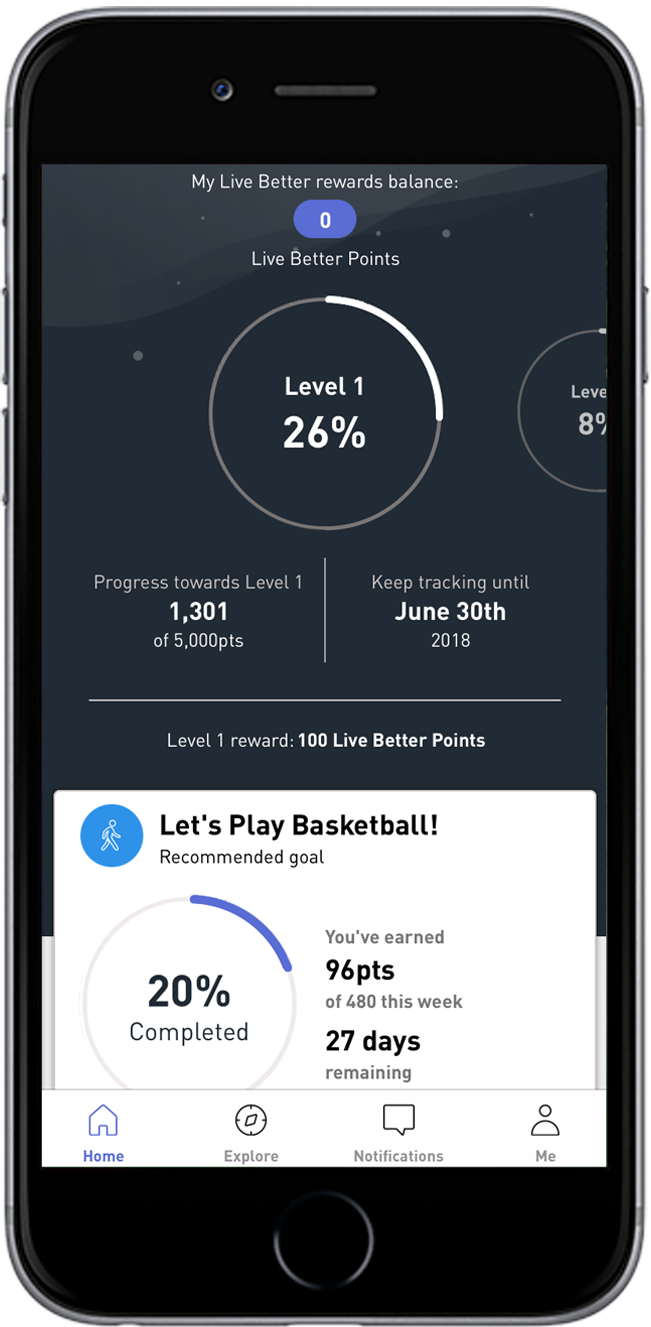 My Live Better rewards balance:
0
Live Better Points
Level 1
26%
Leve
8%
Progress towards Level 1
1,301
of 5,000pts
Keep tracking until
June 30th
2018
Level 1 reward: 100 Live Better Points
Let's Play Basketball!
Recommended goal
20%
Completed
You've earned
96pts
of 480 this week
27 days
remaining
Home
Explore
Notifications
Me